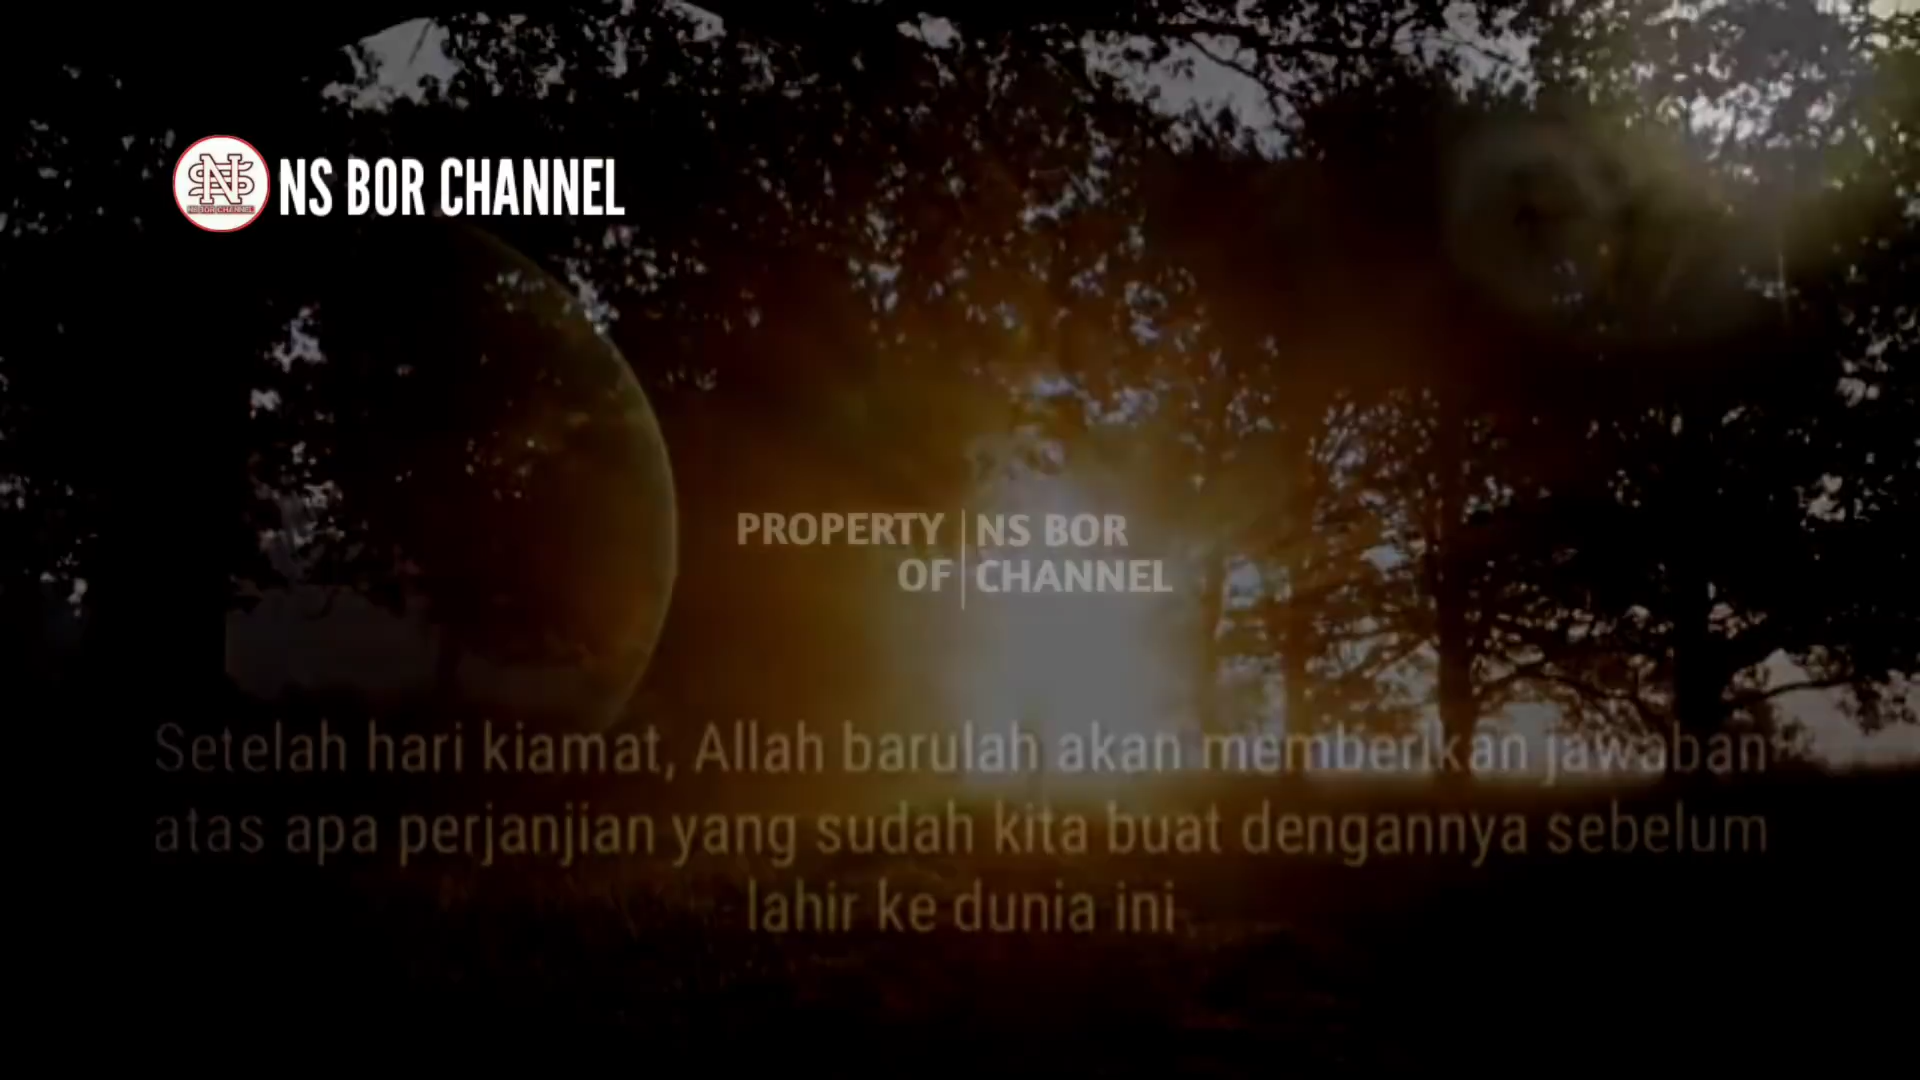 NS BOR CHANNEL
PROPERTY OF
NS BOR CHANNEL
Setelah hari kiamat, Allah barulah akan memberikan jawaban
atas apa perjanjian yang sudah kita buat dengannya sebelum
lahir ke dunia ini